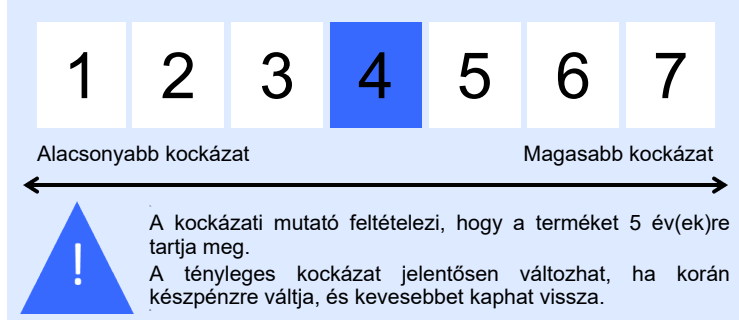 1 2 3 4 5 6 7
Alacsonyabb kockázat Magasabb kockázat
!
A kockázati mutató feltételezi, hogy a terméket 5 év(ek)re
tartja meg.
A tényleges kockázat jelentősen változhat, ha korán
készpénzre váltja, és kevesebbet kaphat vissza.